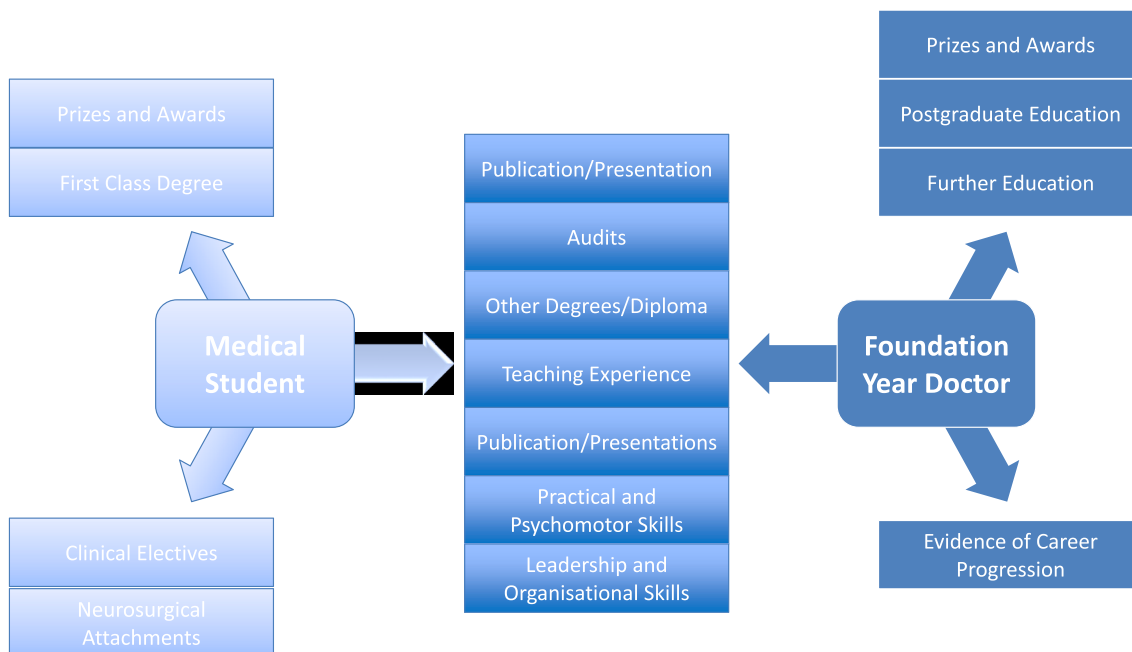 Prizes and Awards
First Class Degree
Medical
Student
Clinical Electives
Neurosurgical
Attachments
Publication/Presentation
Audits
Other Degrees/Diploma
Teaching Experience
Publication/Presentations
Practical and
Psychomotor Skills
Leadership and
Organisational Skills
Prizes and Awards
Postgraduate Education
Further Education
Foundation
Year Doctor
Evidence of Career
Progression